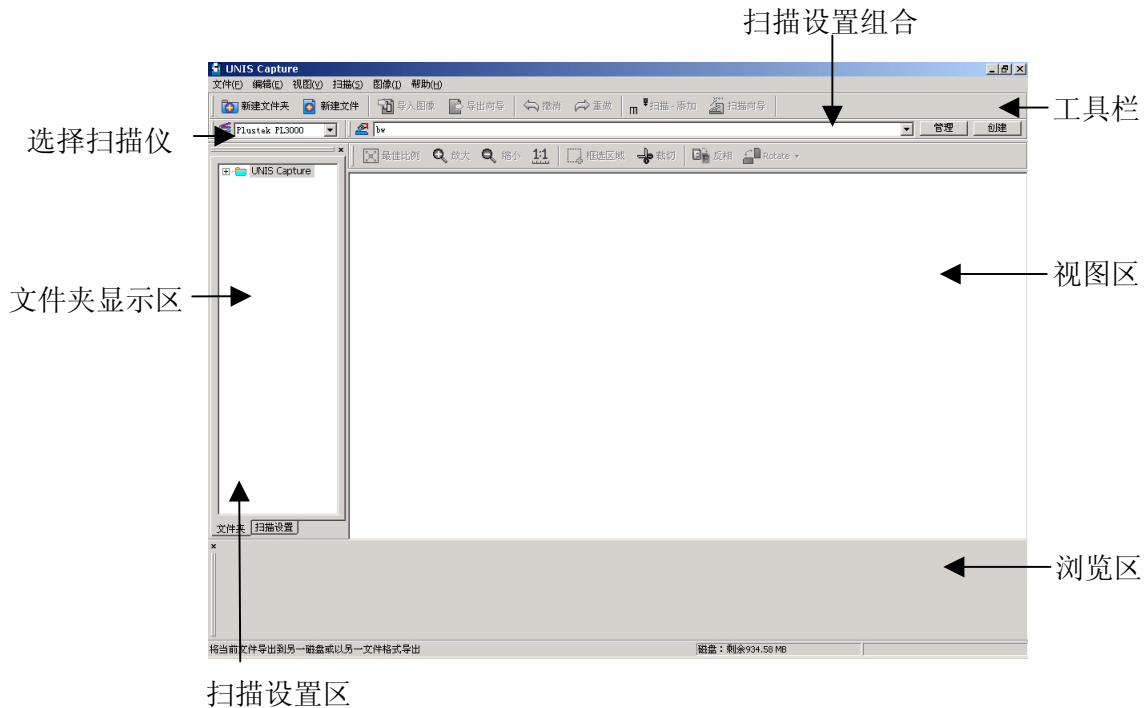 扫描设置组合
UNIS Capture
文件(F) 编辑(E) 视图(V) 扫描(S) 图像(I) 帮助(H)
新建文件夹 新建文件 导入图像 导出向导 撤消 重做 扫描-添加 扫描向导
工具栏
选择扫描仪
Plustek PL3000 bw 管理 创建
最佳比例 放大 缩小 1:1 框选区域 裁切 反相 Rotate
UNIS Capture
视图区
文件夹显示区
文件夹 扫描设置
浏览区
将当前文件导出到另一磁盘或以另一文件格式导出 磁盘：剩余934.58 MB
扫描设置区